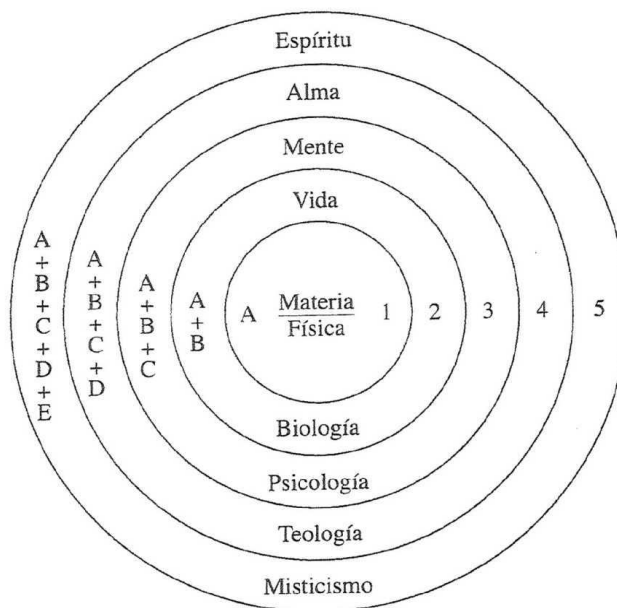 Espíritu
Alma
Mente
Vida
A+B+C+D+E
A+B+C+D
A+B+C
A+B
A
Materia
Física
1
2
3
4
5
Biología
Psicología
Teología
Misticismo